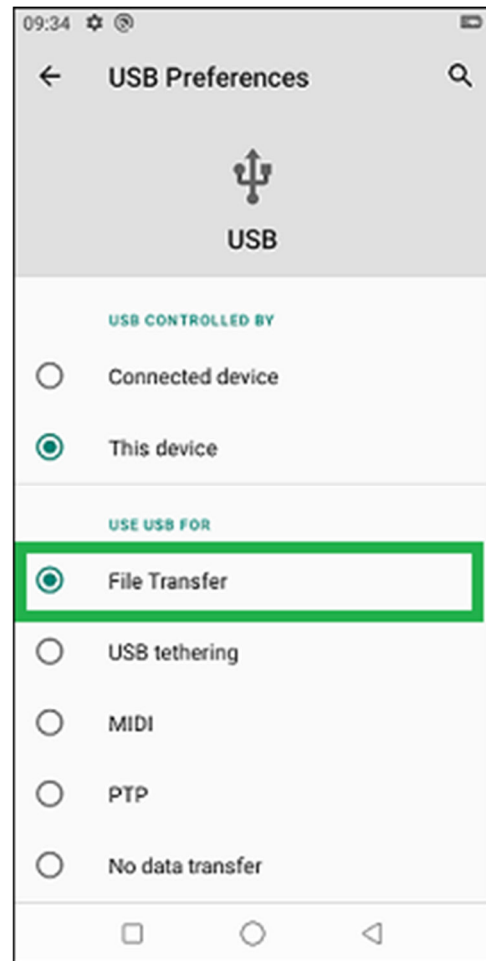 09:34
USB Preferences
USB
USB CONTROLLED BY
Connected device
This device
USE USB FOR
File Transfer
USB tethering
MIDI
PTP
No data transfer